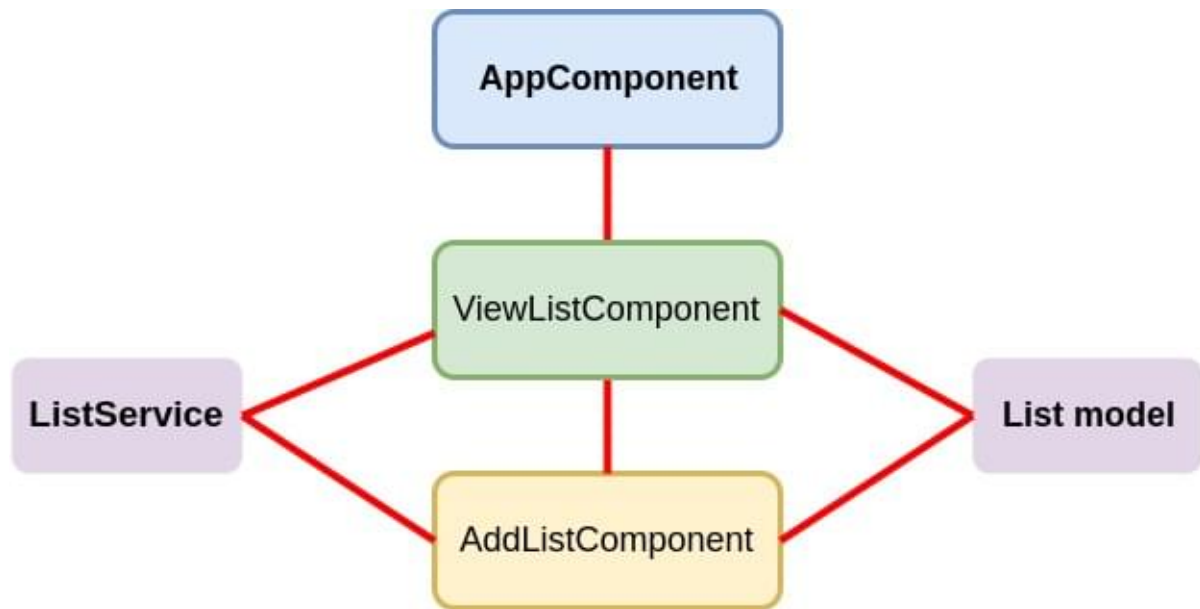 AppComponent
ViewListComponent
ListService
List model
AddListComponent